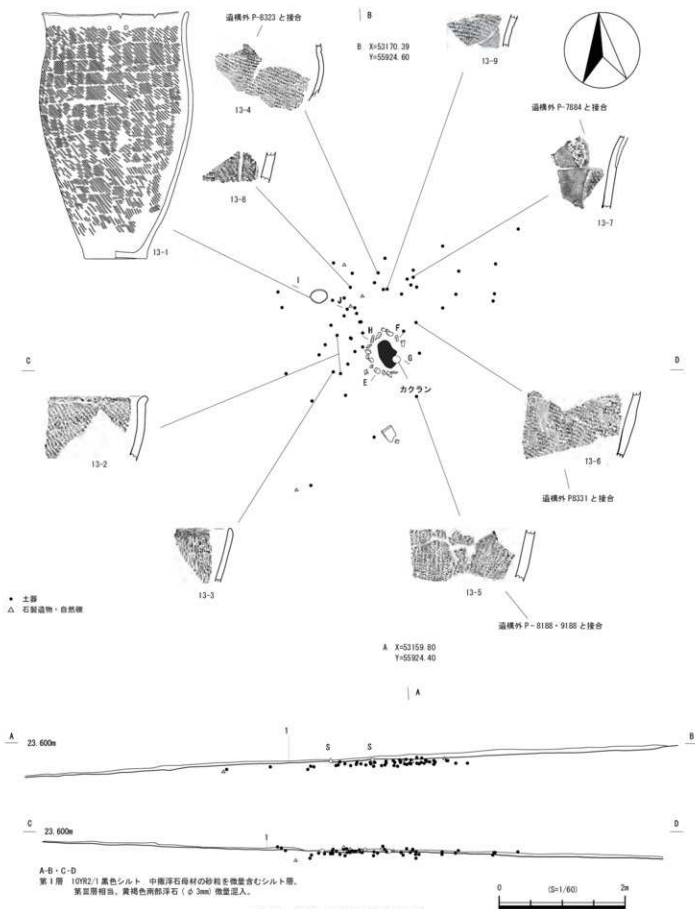 遺構外 P-8323 と接合
B
B X=53170.39
Y=55924.60
13-9
13-4
遺構外 P-7884 と接合
13-8
13-7
13-1
I
J
H
F
C
G
D
E
カクラン
13-2
13-6
遺構外 P8331 と接合
13-3
13-5
● 土器
△ 石製遺物・自然礫
遺構外 P-8188・9188 と接合
A X=53159.80
Y=55924.40
A
A 23.600m
1
S
S
B
C 23.600m
1
D
A-B・C-D
第1層 10YR2/1 黒色シルト 中掫浮石母材の砂粒を微量含むシルト層。
第Ⅲ層相当。黄褐色南部浮石(φ3mm)微量混入。
0 (S=1/60) 2m